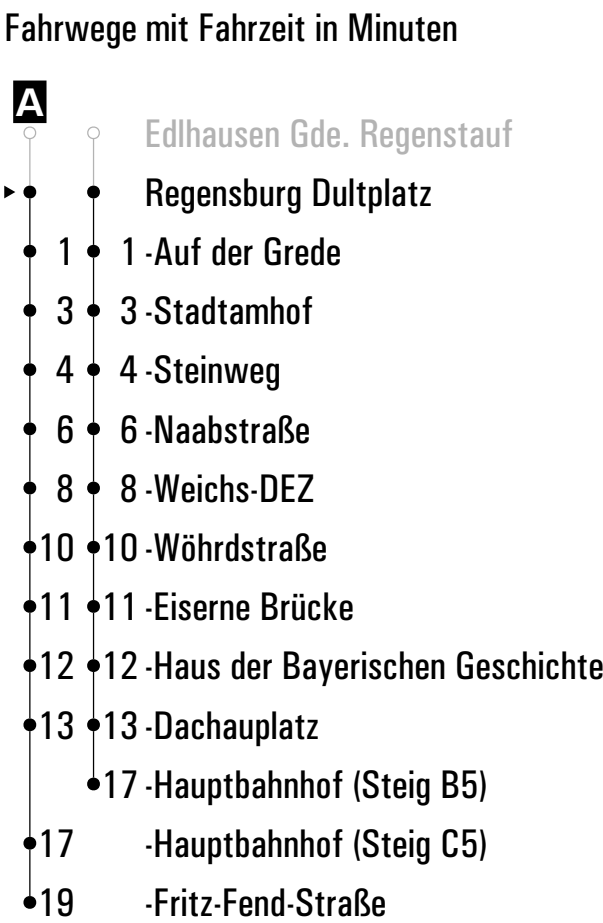 Fahrwege mit Fahrzeit in Minuten
A
Edlhausen Gde. Regenstauf
Regensburg Dultplatz
1 1 -Auf der Grede
3 3 -Stadtamhof
4 4 -Steinweg
6 6 -Naabstraße
8 8 -Weichs-DEZ
10 10 -Wöhrdstraße
11 11 -Eiserne Brücke
12 12 -Haus der Bayerischen Geschichte
13 13 -Dachauplatz
17 -Hauptbahnhof (Steig B5)
17 -Hauptbahnhof (Steig C5)
19 -Fritz-Fend-Straße